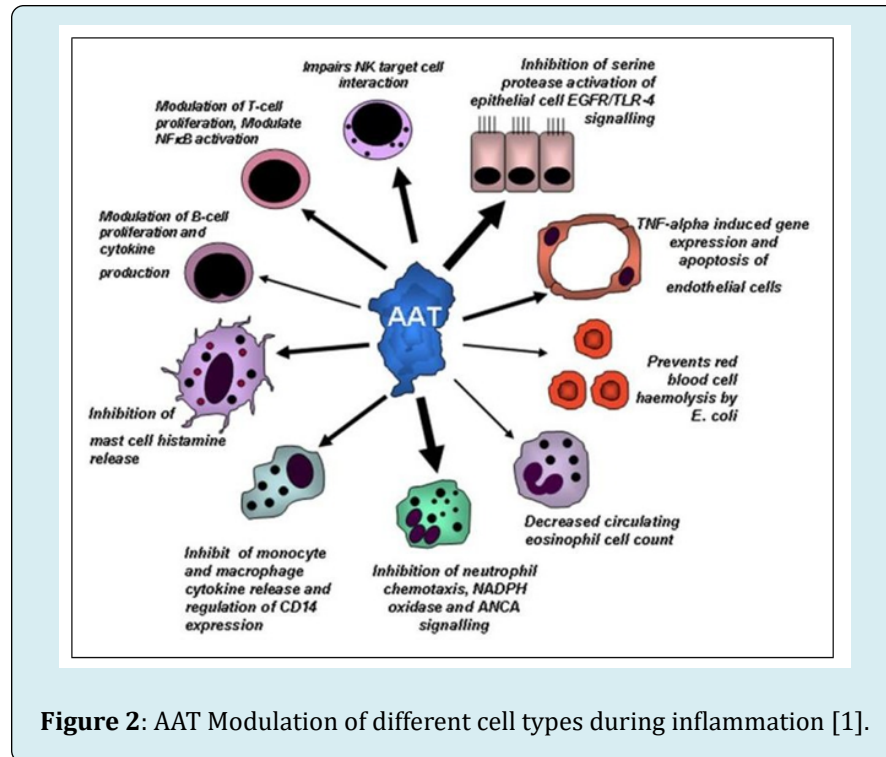 Impairs NK target cell
interaction
Inhibition of serine
protease activation of
epithelial cell EGFR/TLR-4
signalling
Modulation of T-cell
proliferation, Modulate
NFκB activation
Modulation of B-cell
proliferation and
cytokine
production
TNF-alpha induced gene
expression and
apoptosis of
endothelial cells
AAT
Prevents red
blood cell
haemolysis by
E. coli
Inhibition of
mast cell histamine
release
Decreased circulating
eosinophil cell count
Inhibit of monocyte
and macrophage
cytokine release and
regulation of CD14
expression
Inhibition of neutrophil
chemotaxis, NADPH
oxidase and ANCA
signalling
Figure 2: AAT Modulation of different cell types during inflammation [1].